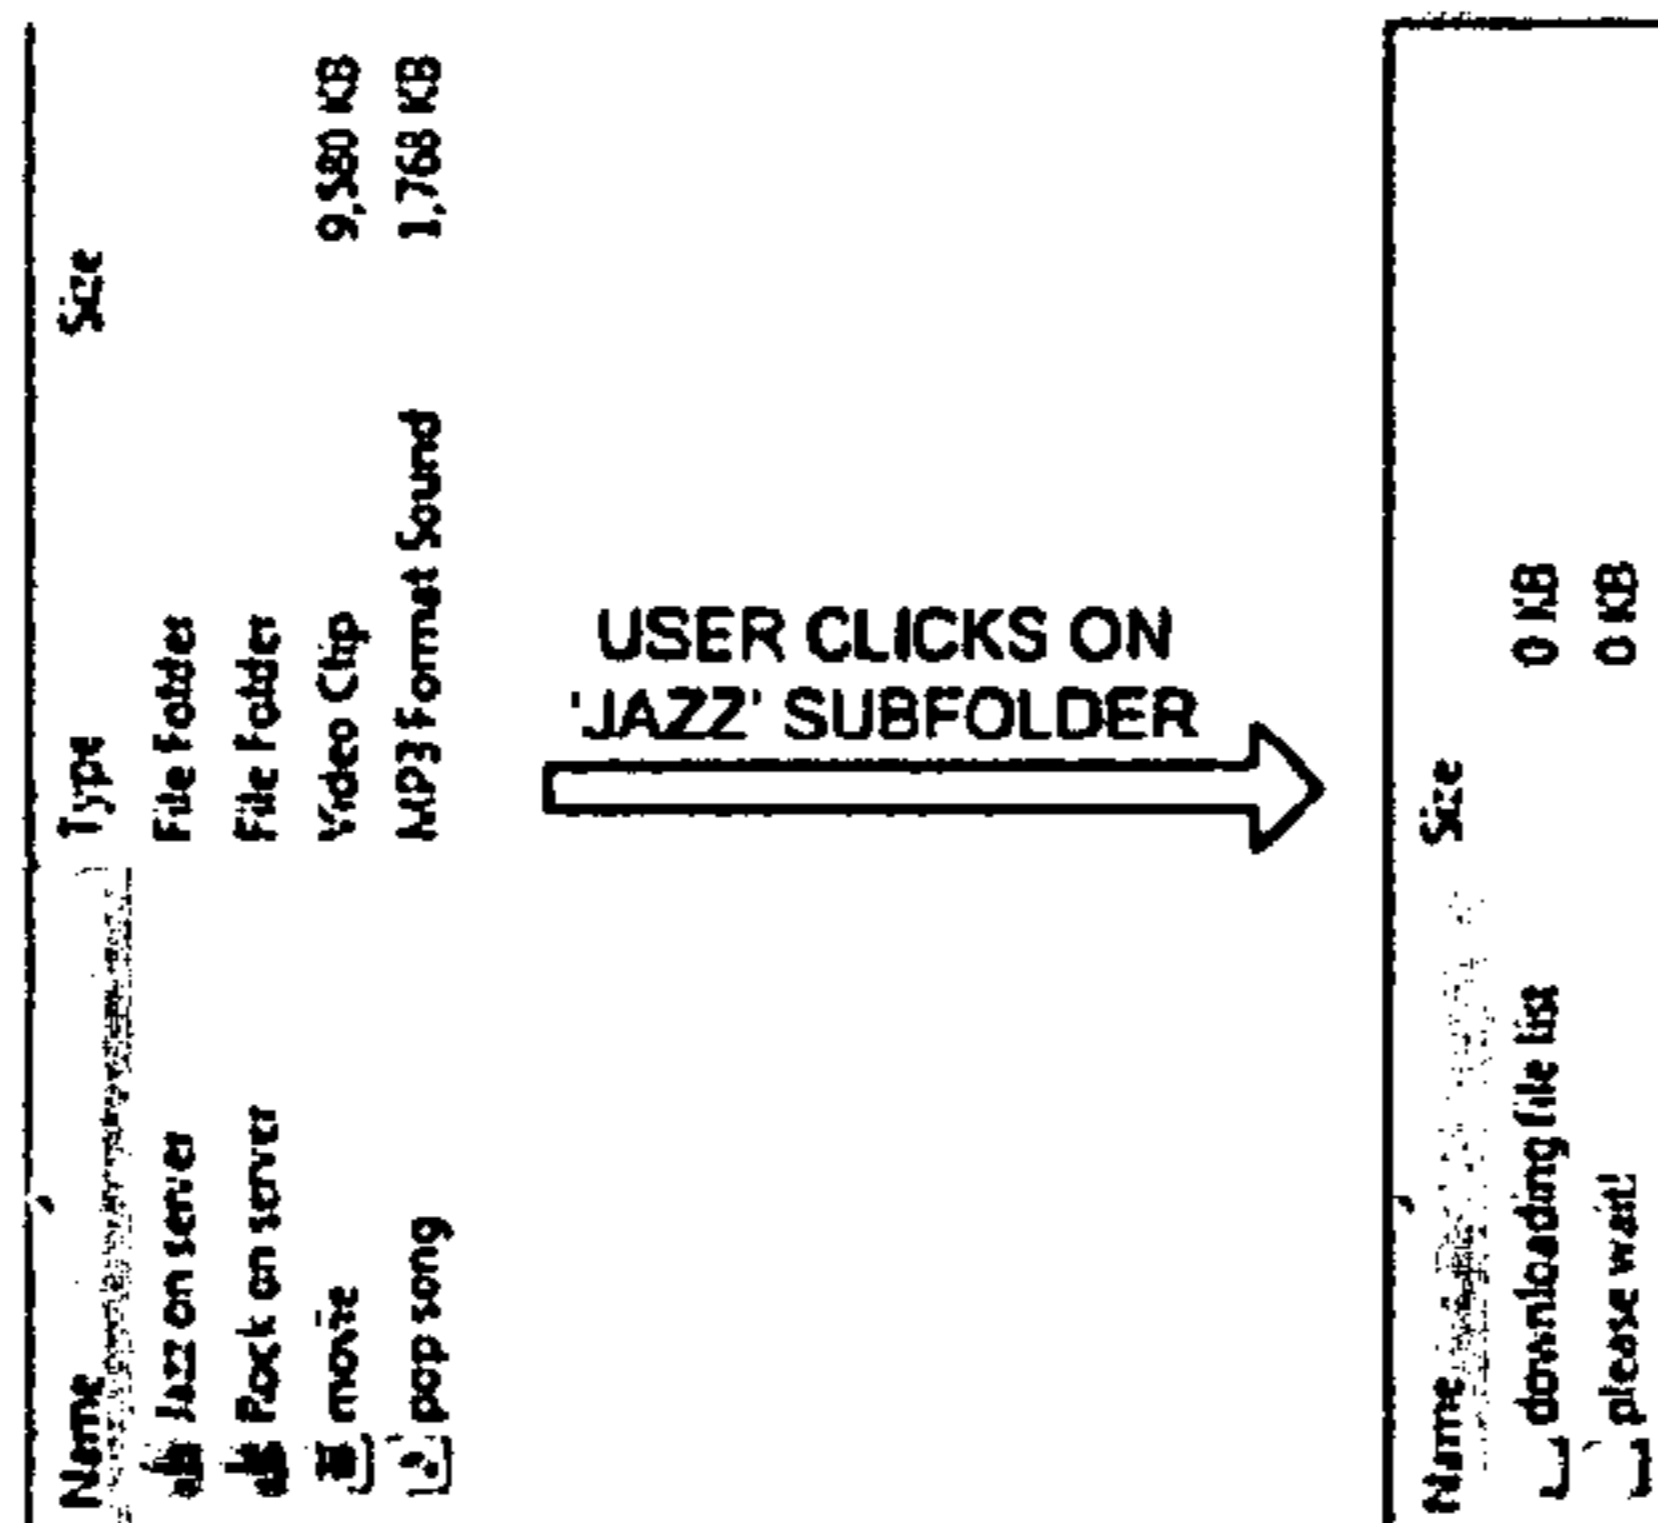 Name Type Size
Jazz on server File Folder
Rock on server File Folder
movie Video Clip 9,580 KB
pop song MP3 Format Sound 1,768 KB
USER CLICKS ON
'JAZZ' SUBFOLDER
Name Size
downloading file list 0 KB
please wait! 0 KB